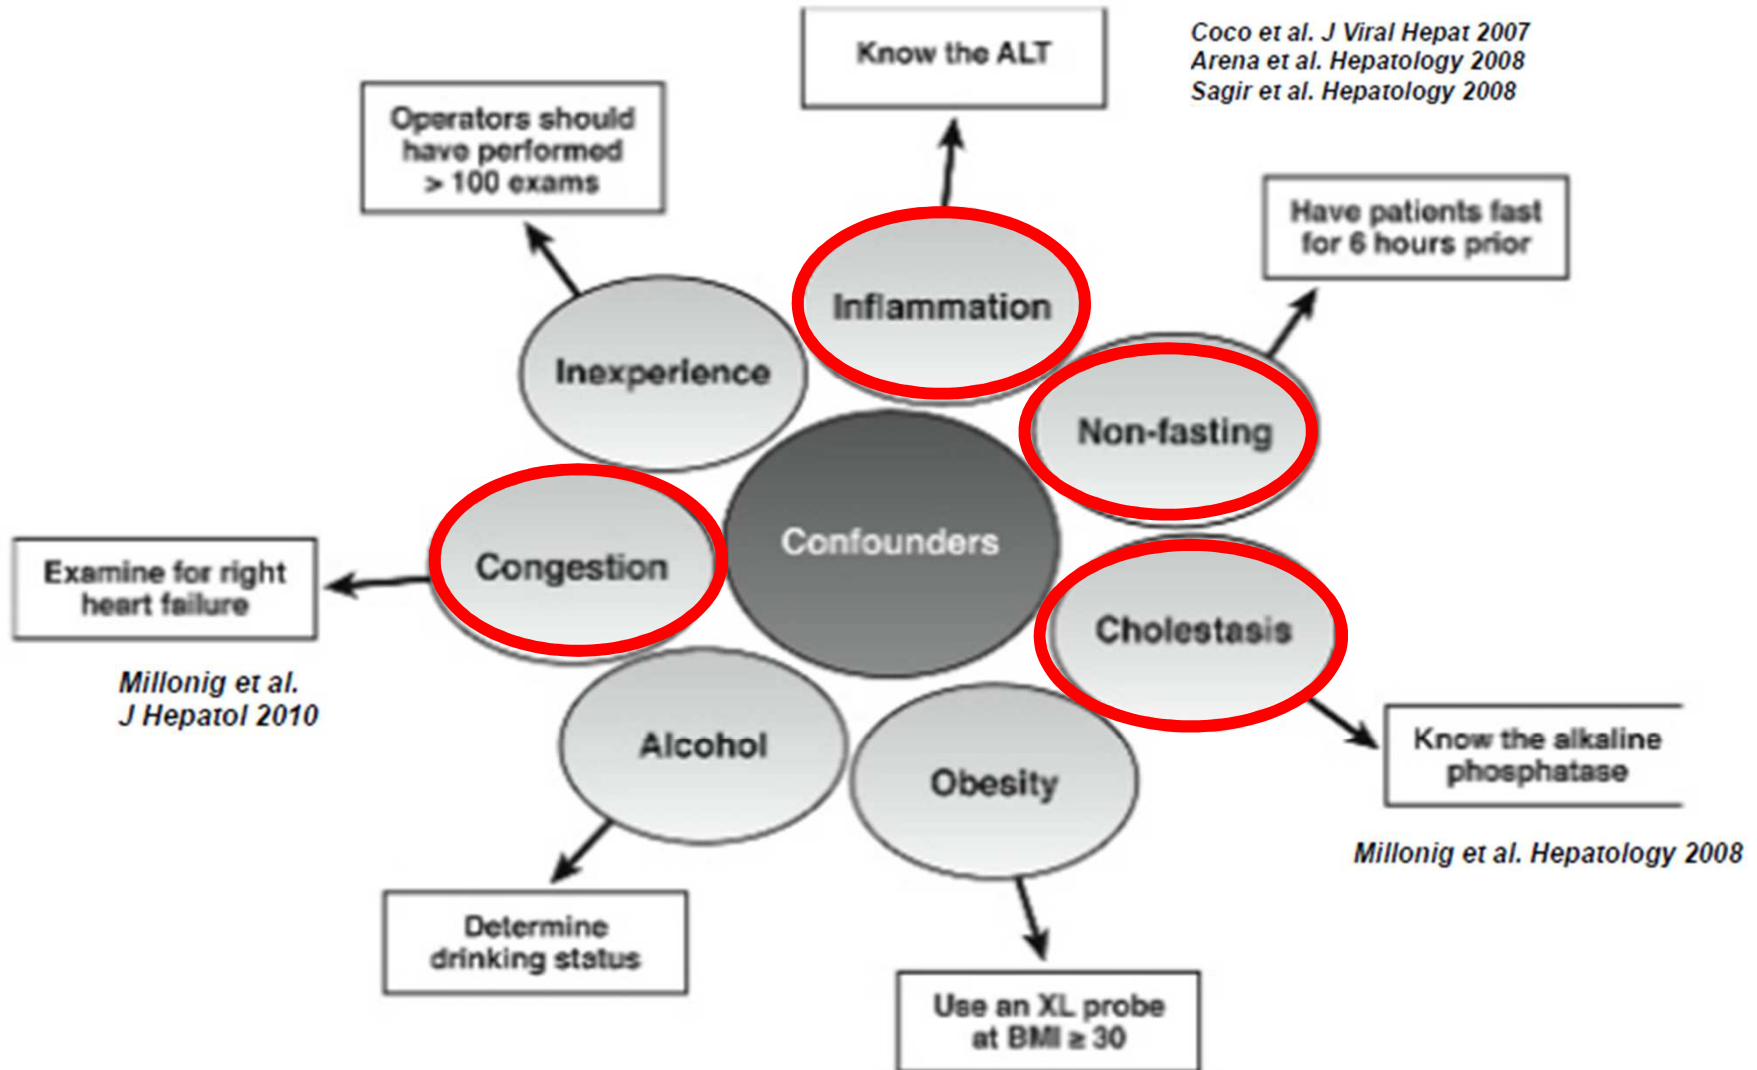 Know the ALT
Coco et al. J Viral Hepat 2007
Arena et al. Hepatology 2008
Sagir et al. Hepatology 2008
Operators should
have performed
> 100 exams
Have patients fast
for 6 hours prior
Inflammation
Inexperience
Non-fasting
Confounders
Congestion
Examine for right
heart failure
Cholestasis
Millonig et al.
J Hepatol 2010
Alcohol
Obesity
Know the alkaline
phosphatase
Millonig et al. Hepatology 2008
Determine
drinking status
Use an XL probe
at BMI ≥ 30